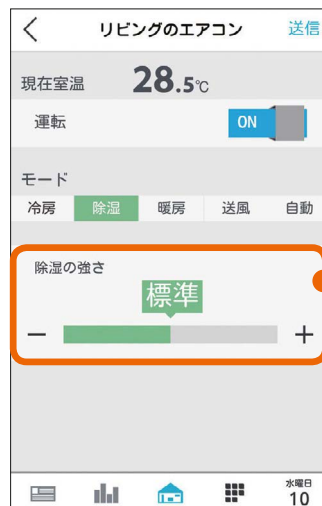 リビングのエアコン 送信
現在室温 28.5℃
運転 ON
モード
冷房 除湿 暖房 送風 自動
除湿の強さ
標準
− +
水曜日
10